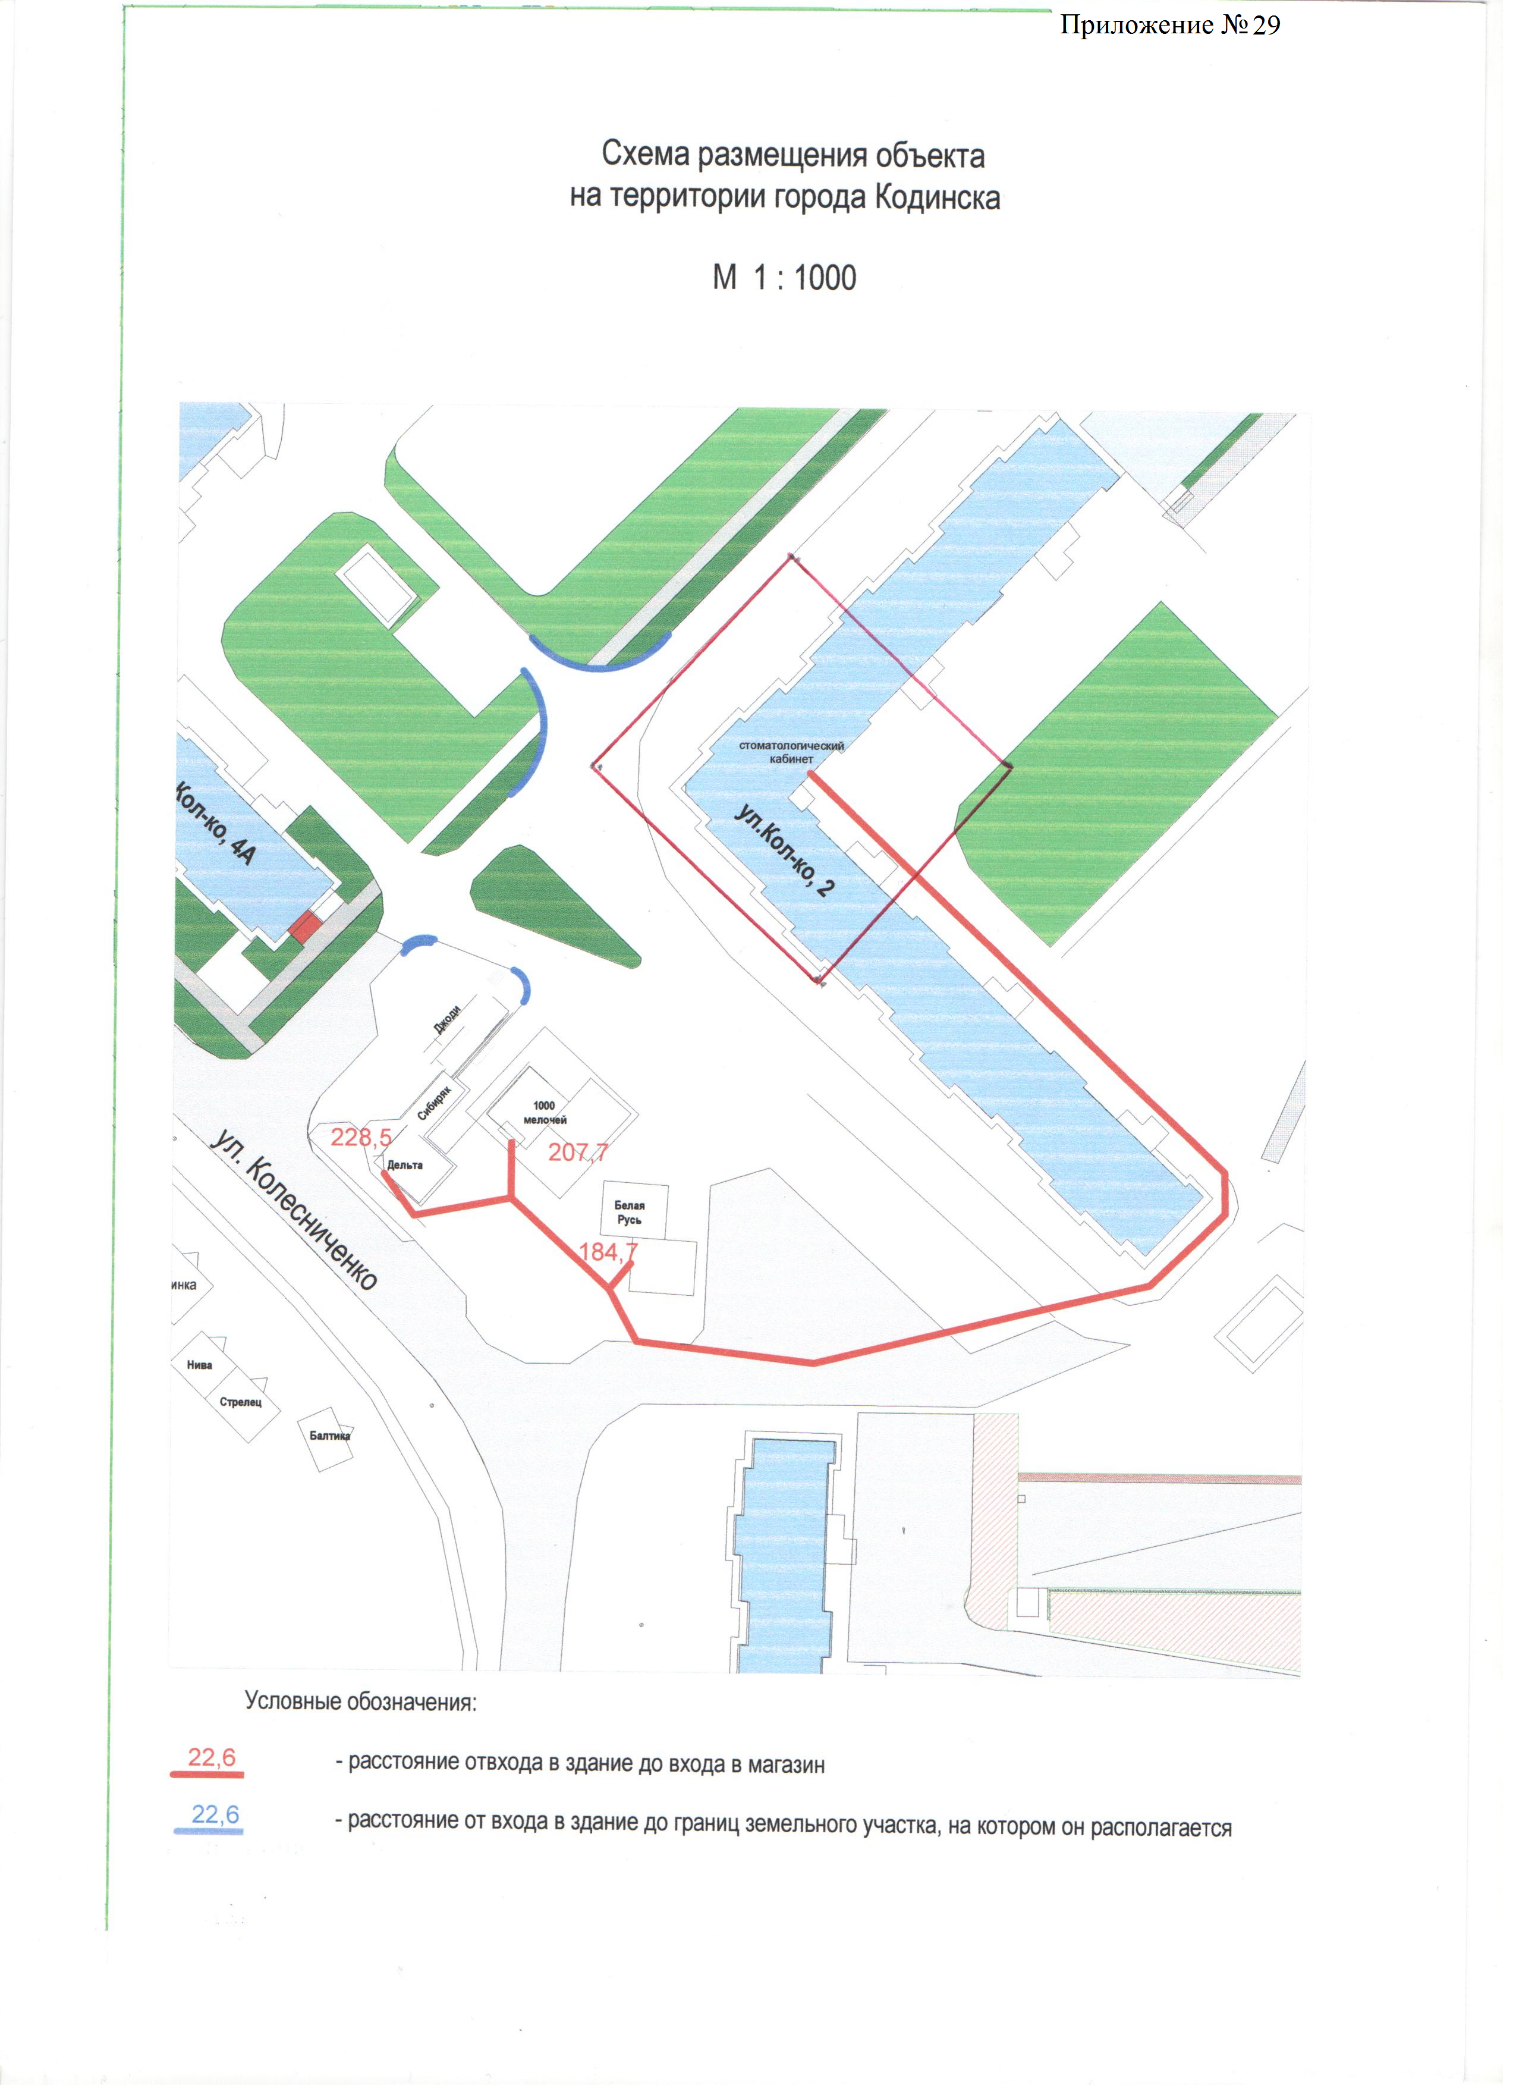 Приложение №29
Схема размещения объекта
на территории города Кодинска
М 1 : 1000
стоматологический
кабинет
ул.Кол-ко, 2
Кол-ко, 4А
Джоди
Сибиряк
1000
мелочей
228,5
207,7
Дельта
Белая
Русь
184,7
ул. Колесниченко
инка
Нива
Стрелец
Балтика
Условные обозначения:
22,6 - расстояние отвхода в здание до входа в магазин
22,6 - расстояние от входа в здание до границ земельного участка, на котором он располагается